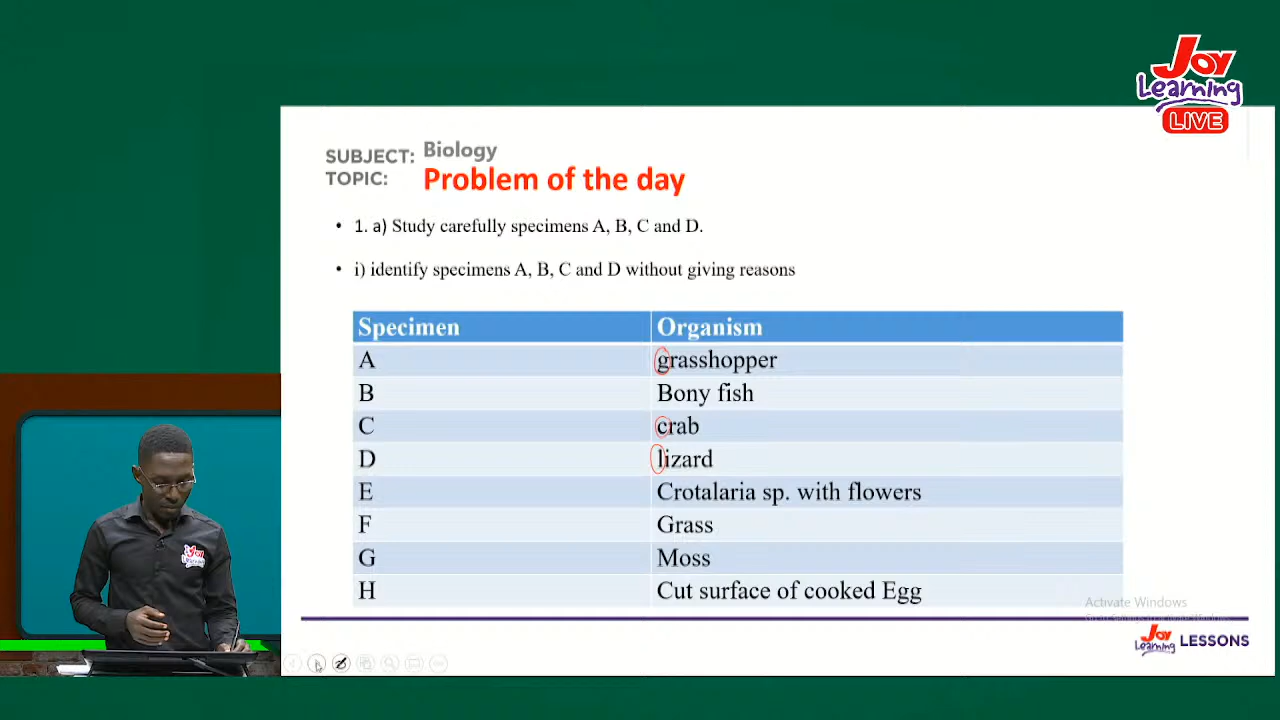 Joy
Learning
LIVE
SUBJECT: Biology
TOPIC: Problem of the day
• 1. a) Study carefully specimens A, B, C and D.
• i) identify specimens A, B, C and D without giving reasons
Specimen Organism
A grasshopper
B Bony fish
C crab
D lizard
E Crotalaria sp. with flowers
F Grass
G Moss
H Cut surface of cooked Egg
Activate Windows
Joy
Learning LESSONS
Joy
Learning